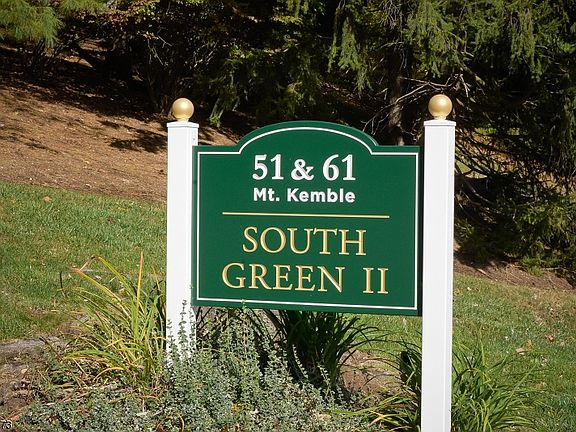 51 & 61
Mt. Kemble
SOUTH
GREEN II